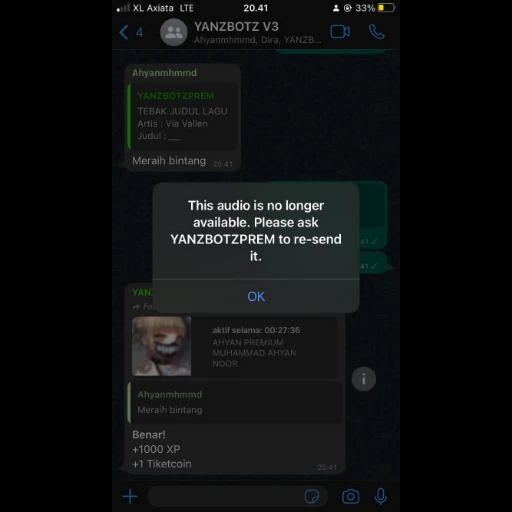 XL Axiata LTE
20.41
33%
4
YANZBOTZ V3
Ahyanmhmmd, Dira, YANZB...
Ahyanmhmmd
YANZBOTZPREM
TEBAK JUDUL LAGU
Artis : Via Vallen
Judul : __
Meraih bintang
20.41
This audio is no longer
available. Please ask
YANZBOTZPREM to re-send
it.
OK
41
41
YAN
Fo
aktif selama: 00:27:36
AHYAN PREMIUM
MUHAMMAD AHYAN
NOOR
Ahyanmhmmd
Meraih bintang
Benar!
+1000 XP
+1 Tiketcoin
20.41